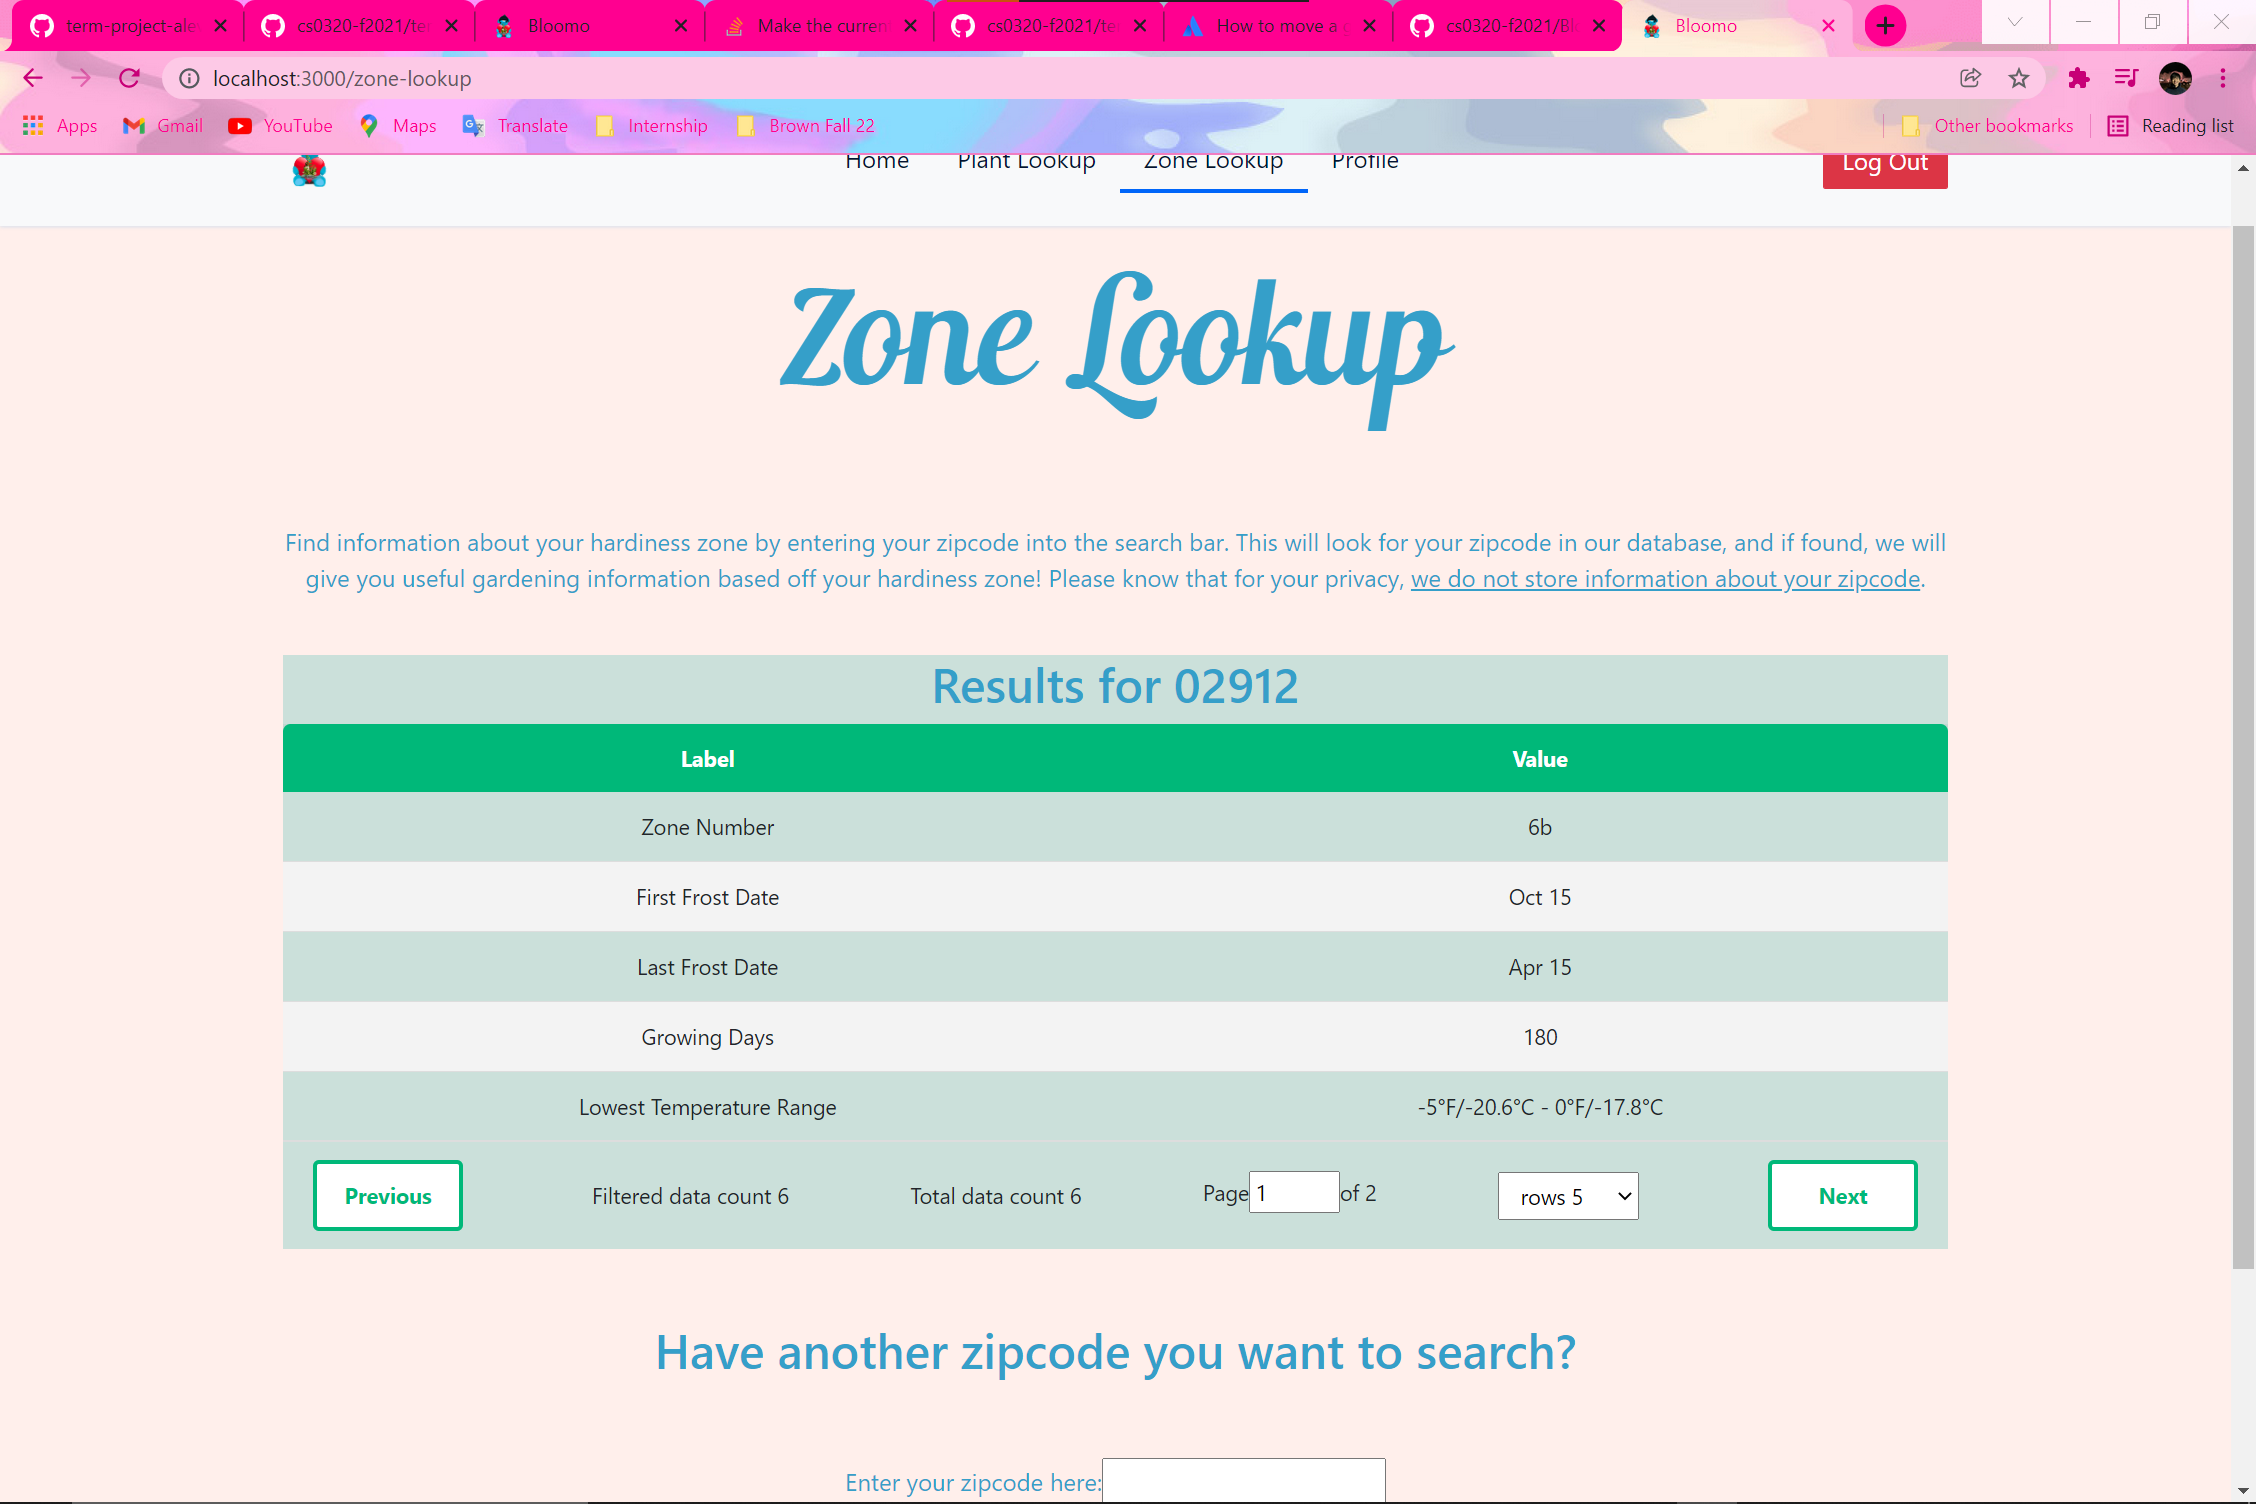 term-project-ale
cs0320-f2021/te
Bloomo
Make the curren
cs0320-f2021/te
How to move a c
cs0320-f2021/Bl
Bloomo
localhost:3000/zone-lookup
Apps
Gmail
YouTube
Maps
Translate
Internship
Brown Fall 22
Other bookmarks
Reading list
Home
Plant Lookup
Zone Lookup
Profile
Log Out
Zone Lookup
Find information about your hardiness zone by entering your zipcode into the search bar. This will look for your zipcode in our database, and if found, we will
give you useful gardening information based off your hardiness zone! Please know that for your privacy, we do not store information about your zipcode.
Results for 02912
Label Value
Zone Number 6b
First Frost Date Oct 15
Last Frost Date Apr 15
Growing Days 180
Lowest Temperature Range -5°F/-20.6°C - 0°F/-17.8°C
Previous Filtered data count 6 Total data count 6 Page 1 of 2 rows 5 Next
Have another zipcode you want to search?
Enter your zipcode here: